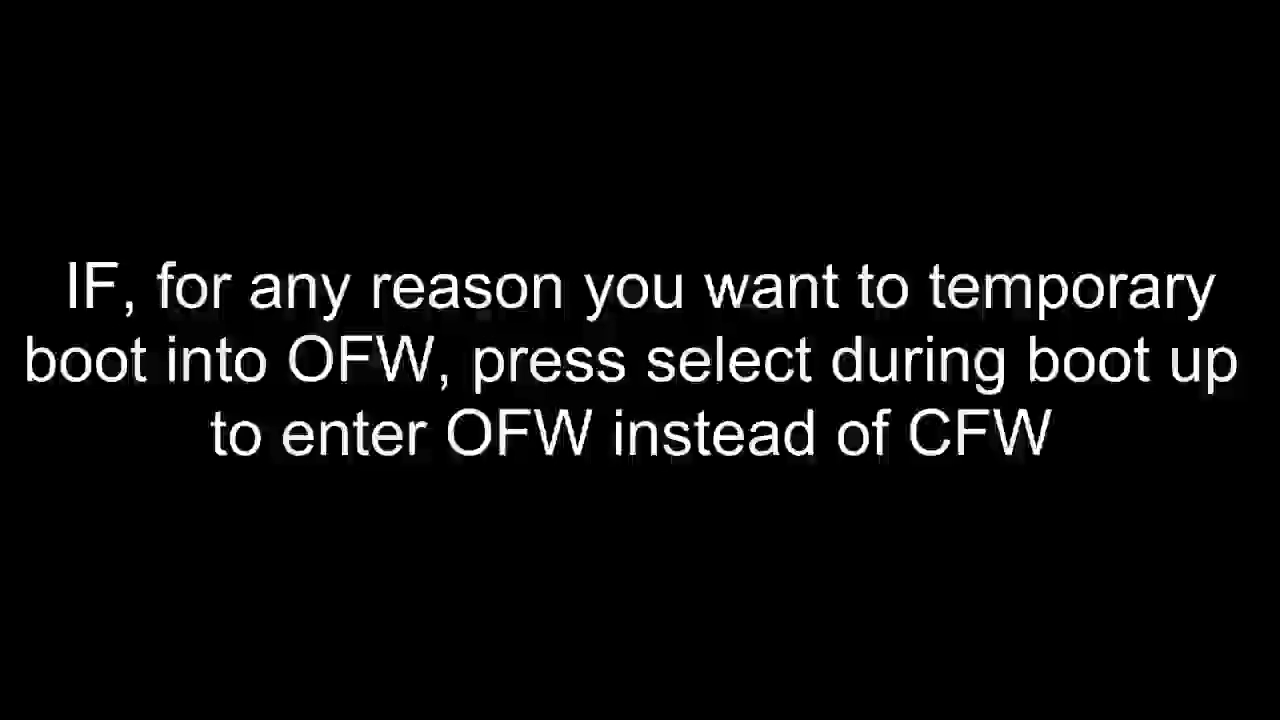 IF, for any reason you want to temporary
boot into OFW, press select during boot up
to enter OFW instead of CFW